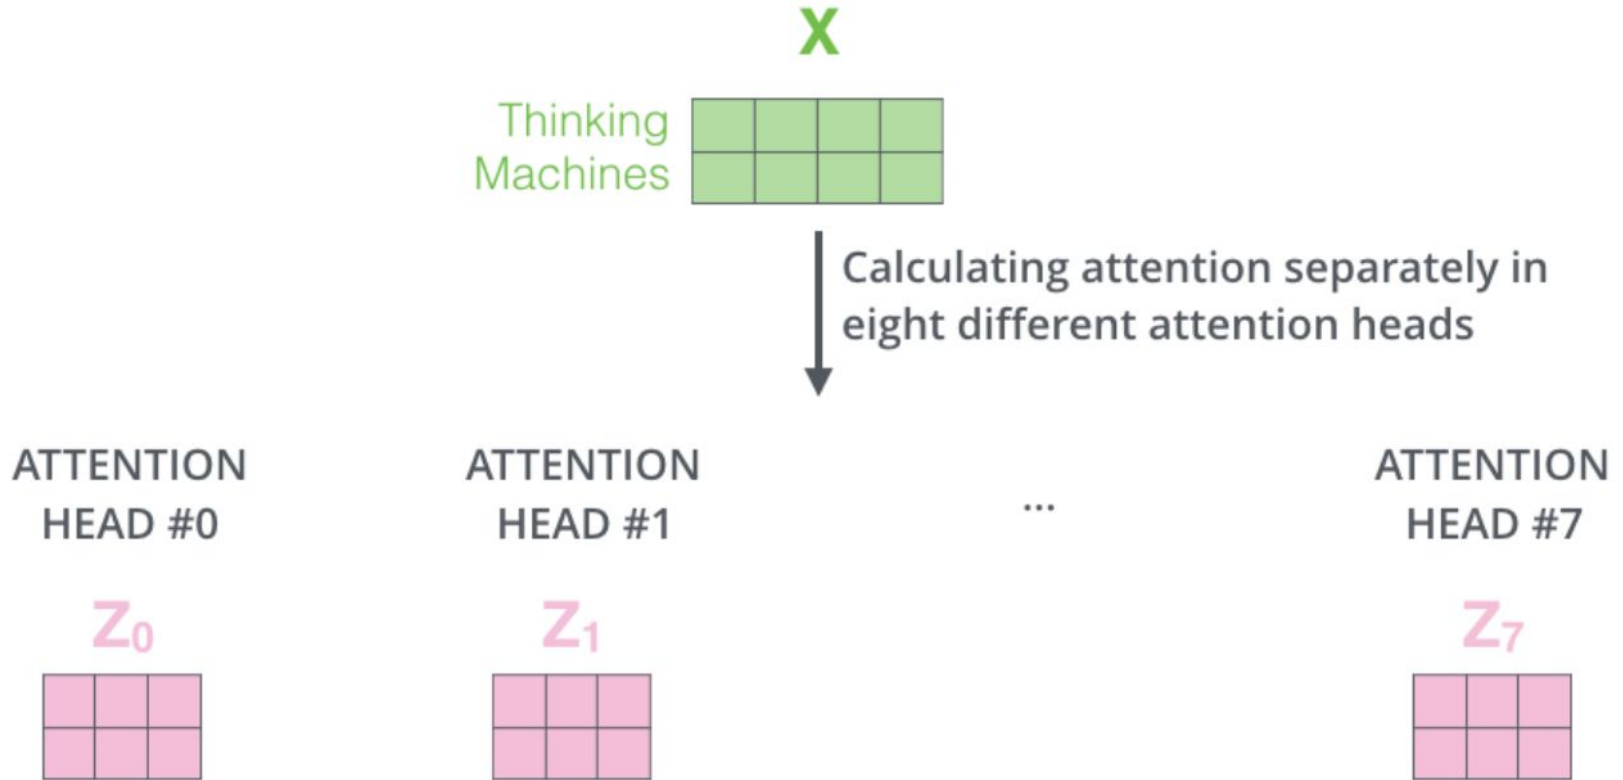 X
Thinking
Machines
Calculating attention separately in
eight different attention heads
ATTENTION
HEAD #0
ATTENTION
HEAD #1
...
ATTENTION
HEAD #7
Z0
Z1
Z7